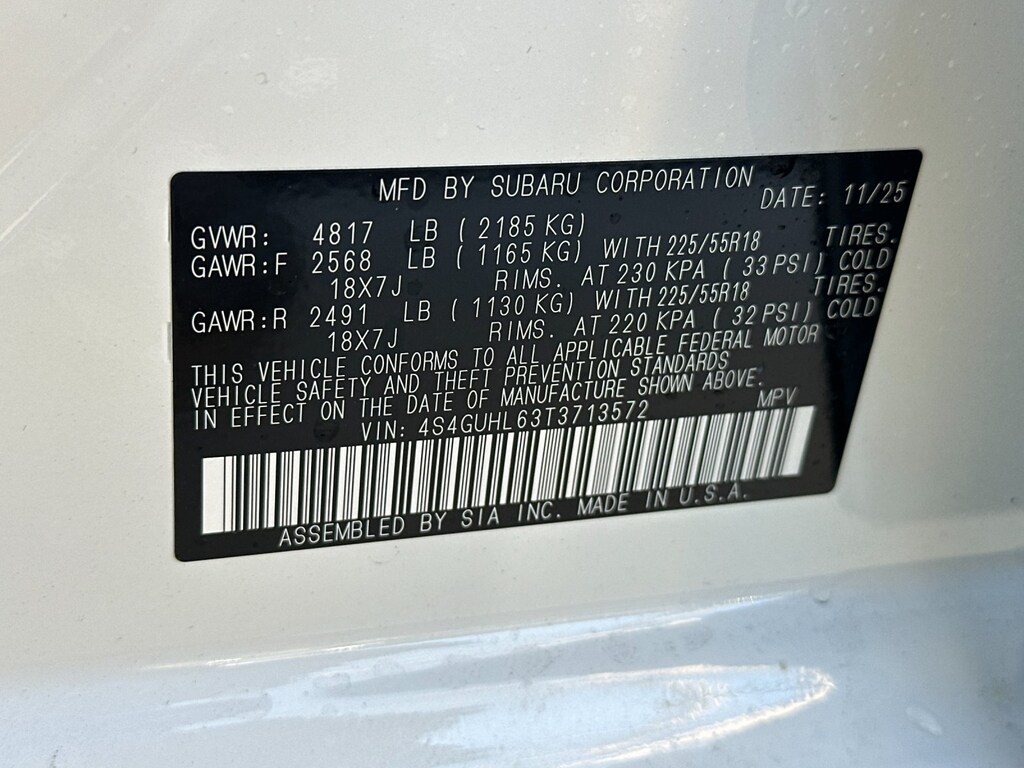 MFD BY SUBARU CORPORATION DATE: 11/25
GVWR: 4817 LB ( 2185 KG)
GAWR:F 2568 LB ( 1165 KG) WITH 225/55R18 TIRES.
18X7J RIMS. AT 230 KPA ( 33 PSI) COLD
GAWR:R 2491 LB ( 1130 KG) WITH 225/55R18 TIRES.
18X7J RIMS. AT 220 KPA ( 32 PSI) COLD
THIS VEHICLE CONFORMS TO ALL APPLICABLE FEDERAL MOTOR
VEHICLE SAFETY AND THEFT PREVENTION STANDARDS
IN EFFECT ON THE DATE OF MANUFACTURE SHOWN ABOVE.
VIN: 4S4GUHL63T3713572 MPV
ASSEMBLED BY SIA INC. MADE IN U.S.A.